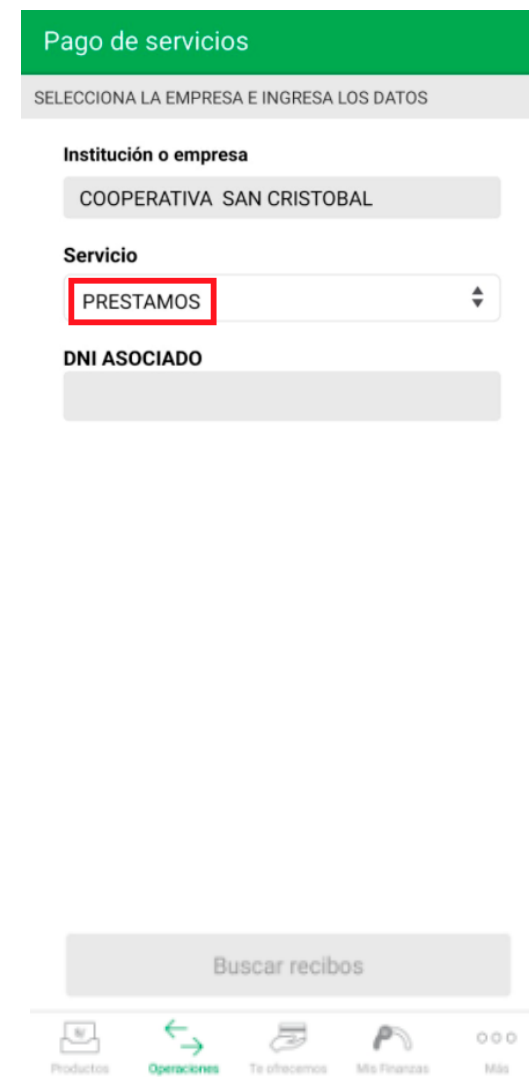 Pago de servicios
SELECCIONA LA EMPRESA E INGRESA LOS DATOS
Institución o empresa
COOPERATIVA SAN CRISTOBAL
Servicio
PRESTAMOS
DNI ASOCIADO
Buscar recibos
Productos Operaciones Te ofrecemos Mis Finanzas Más